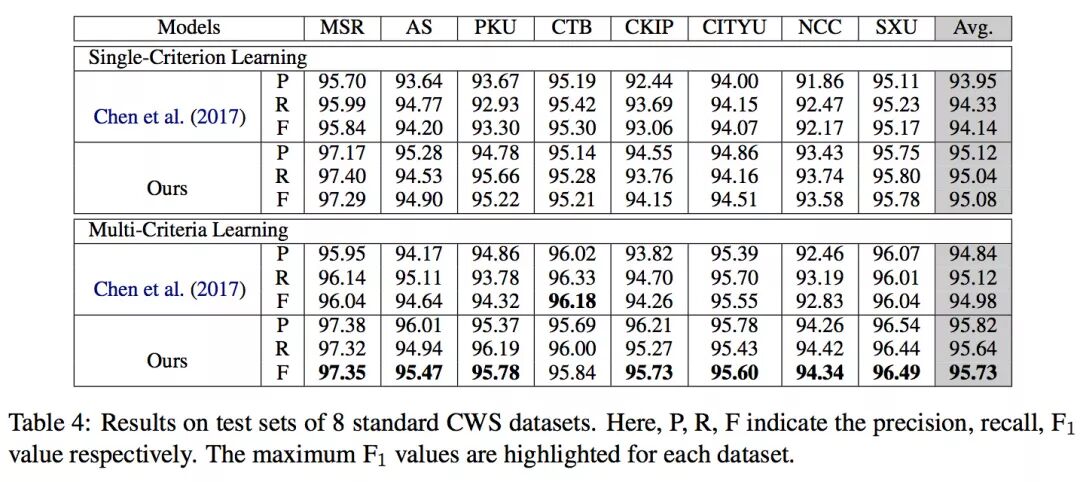 Models MSR AS PKU CTB CKIP CITYU NCC SXU Avg.
Single-Criterion Learning
P 95.70 93.64 93.67 95.19 92.44 94.00 91.86 95.11 93.95
Chen et al. (2017) R 95.99 94.77 92.93 95.42 93.69 94.15 92.47 95.23 94.33
F 95.84 94.20 93.30 95.30 93.06 94.07 92.17 95.17 94.14
P 97.17 95.28 94.78 95.14 94.55 94.86 93.43 95.75 95.12
Ours R 97.40 94.53 95.66 95.28 93.76 94.16 93.74 95.80 95.04
F 97.29 94.90 95.22 95.21 94.15 94.51 93.58 95.78 95.08
Multi-Criteria Learning
P 95.95 94.17 94.86 96.02 93.82 95.39 92.46 96.07 94.84
Chen et al. (2017) R 96.14 95.11 93.78 96.33 94.70 95.70 93.19 96.01 95.12
F 96.04 94.64 94.32 96.18 94.26 95.55 92.83 96.04 94.98
P 97.38 96.01 95.37 95.69 96.21 95.78 94.26 96.54 95.82
Ours R 97.32 94.94 96.19 96.00 95.27 95.43 94.42 96.44 95.64
F 97.35 95.47 95.78 95.84 95.73 95.60 94.34 96.49 95.73
Table 4: Results on test sets of 8 standard CWS datasets. Here, P, R, F indicate the precision, recall, F₁
value respectively. The maximum F₁ values are highlighted for each dataset.